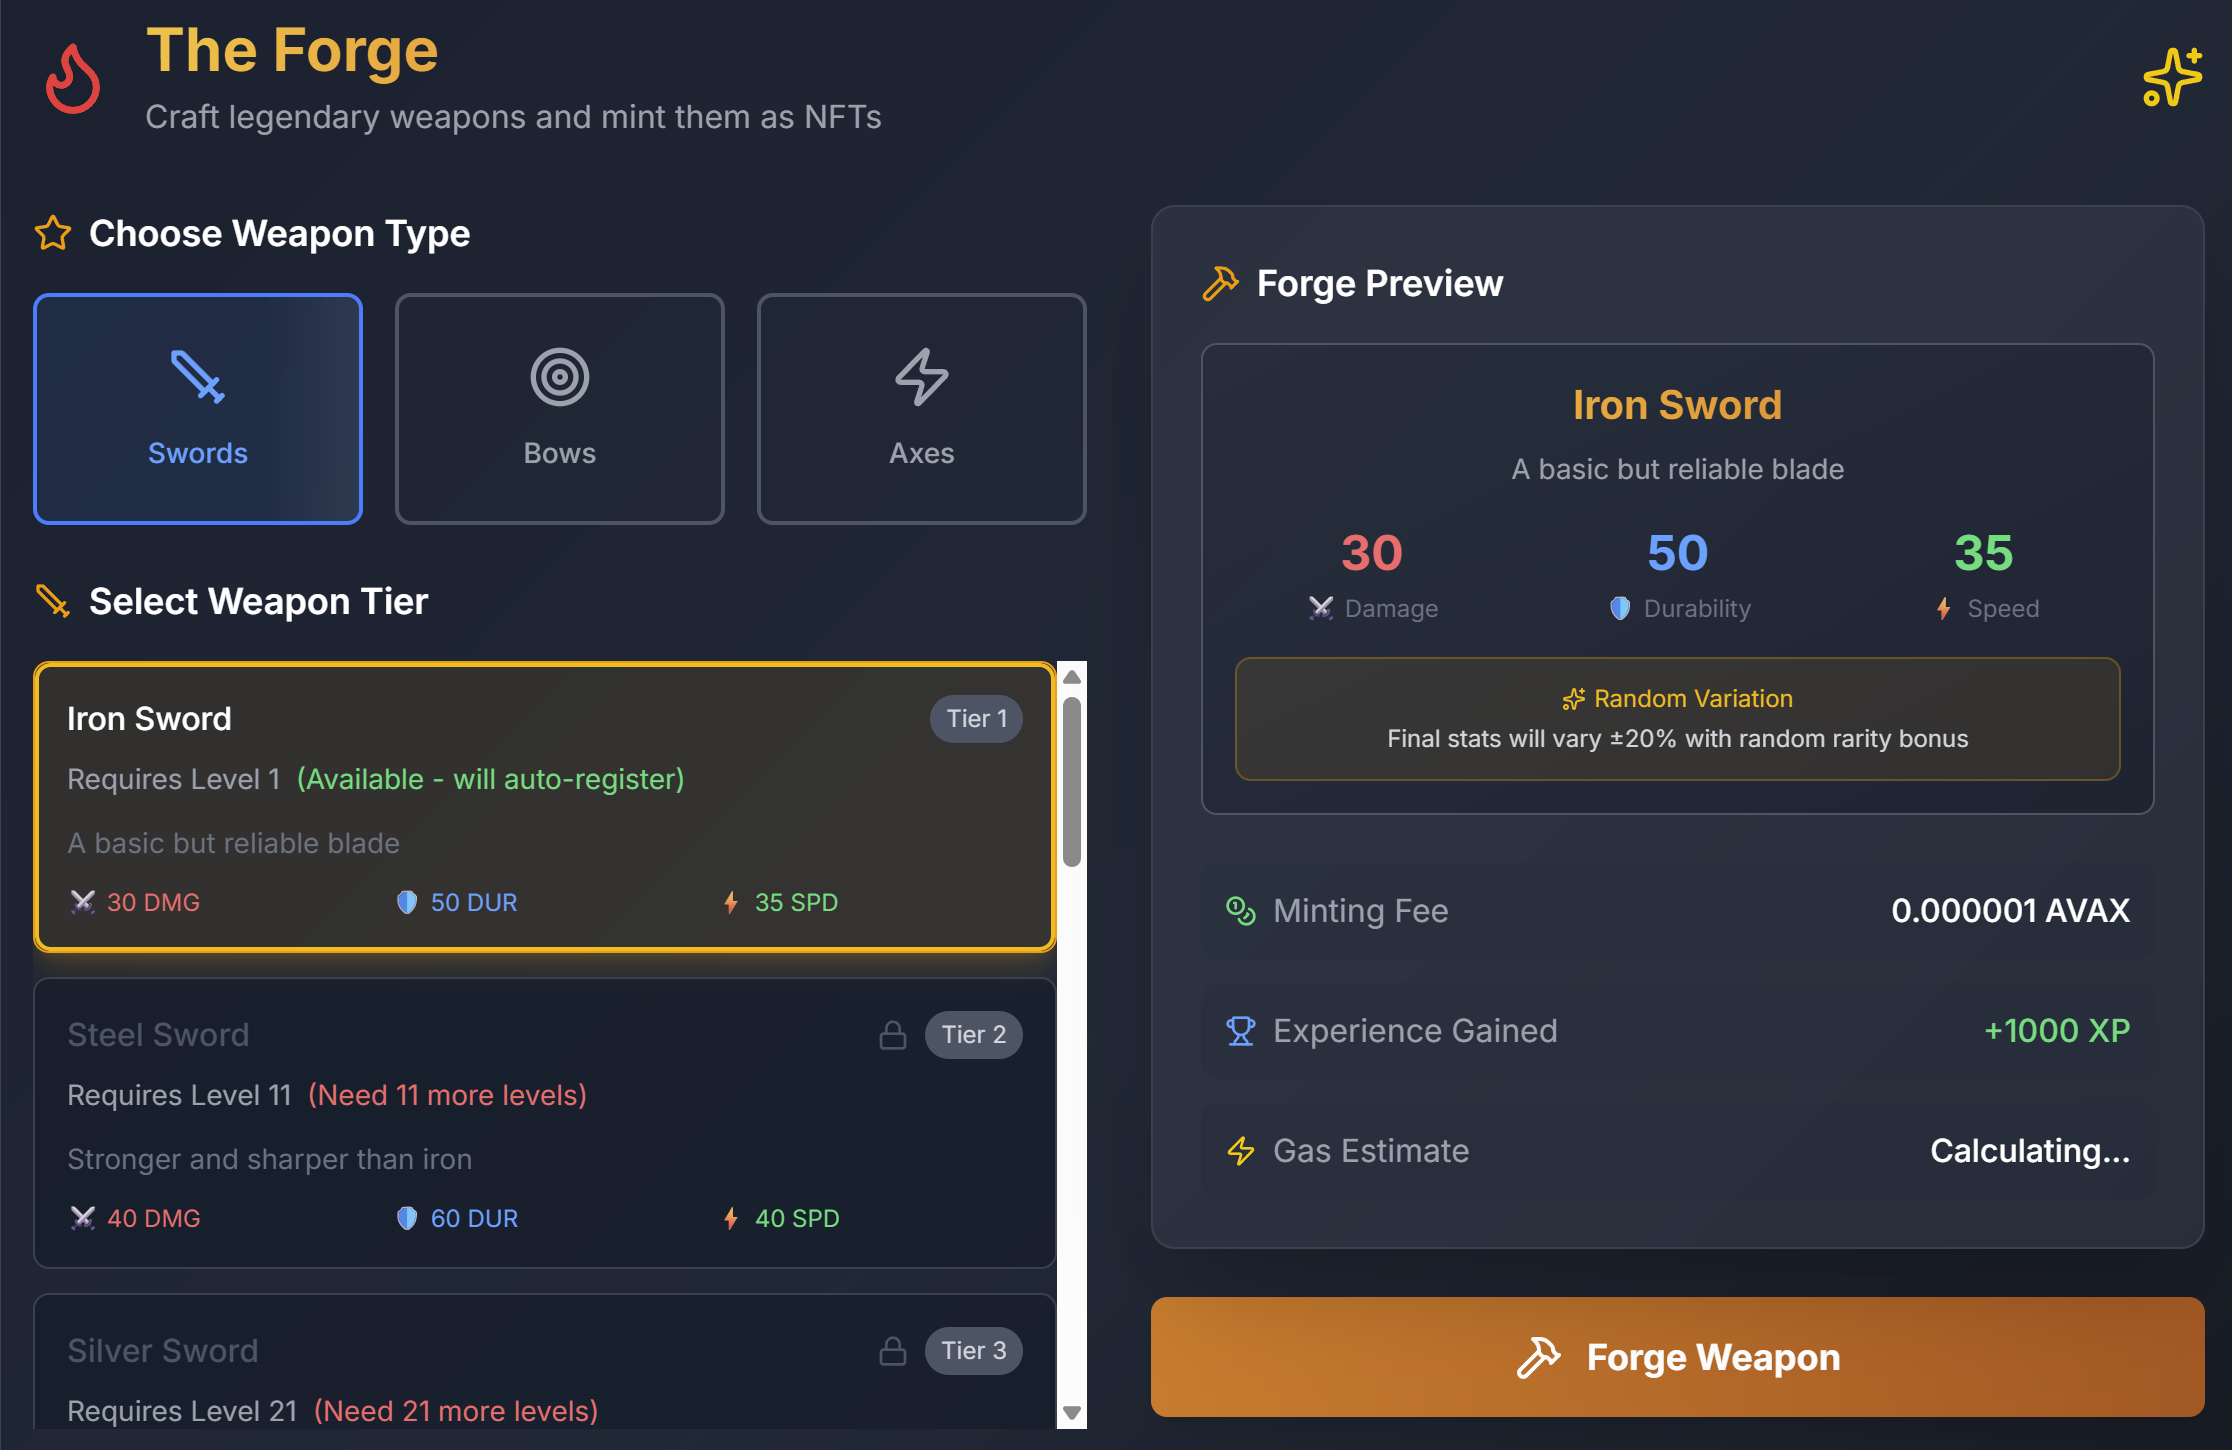 The Forge
Craft legendary weapons and mint them as NFTs
Choose Weapon Type
Swords
Bows
Axes
Select Weapon Tier
Iron Sword
Tier 1
Requires Level 1 (Available - will auto-register)
A basic but reliable blade
30 DMG
50 DUR
35 SPD
Steel Sword
Tier 2
Requires Level 11 (Need 11 more levels)
Stronger and sharper than iron
40 DMG
60 DUR
40 SPD
Silver Sword
Tier 3
Requires Level 21 (Need 21 more levels)
Forge Preview
Iron Sword
A basic but reliable blade
30
50
35
Damage
Durability
Speed
Random Variation
Final stats will vary ±20% with random rarity bonus
Minting Fee
0.000001 AVAX
Experience Gained
+1000 XP
Gas Estimate
Calculating...
Forge Weapon